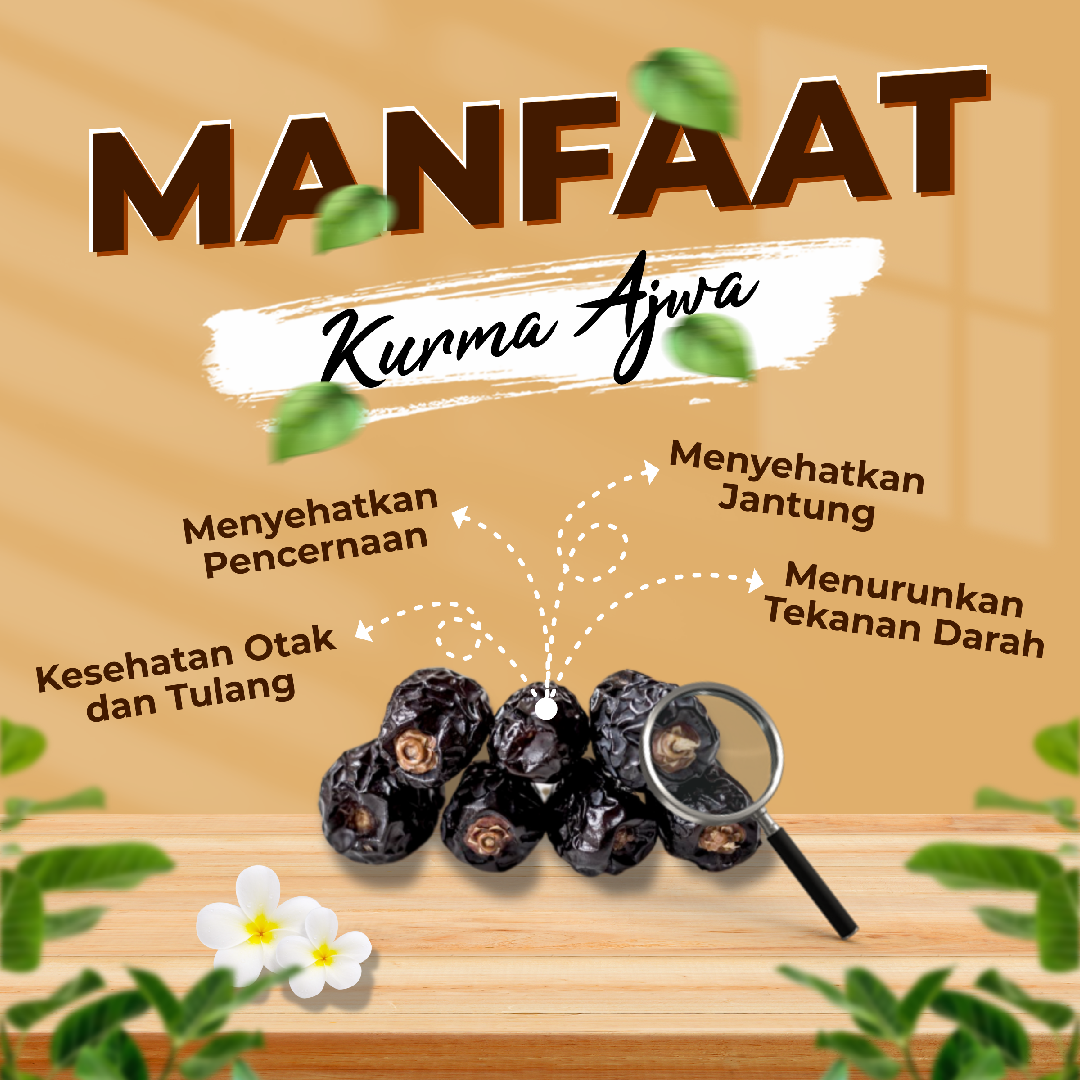 MANFAAT
Kurma Ajwa
Menyehatkan
Pencernaan
Menyehatkan
Jantung
Kesehatan Otak
dan Tulang
Menurunkan
Tekanan Darah